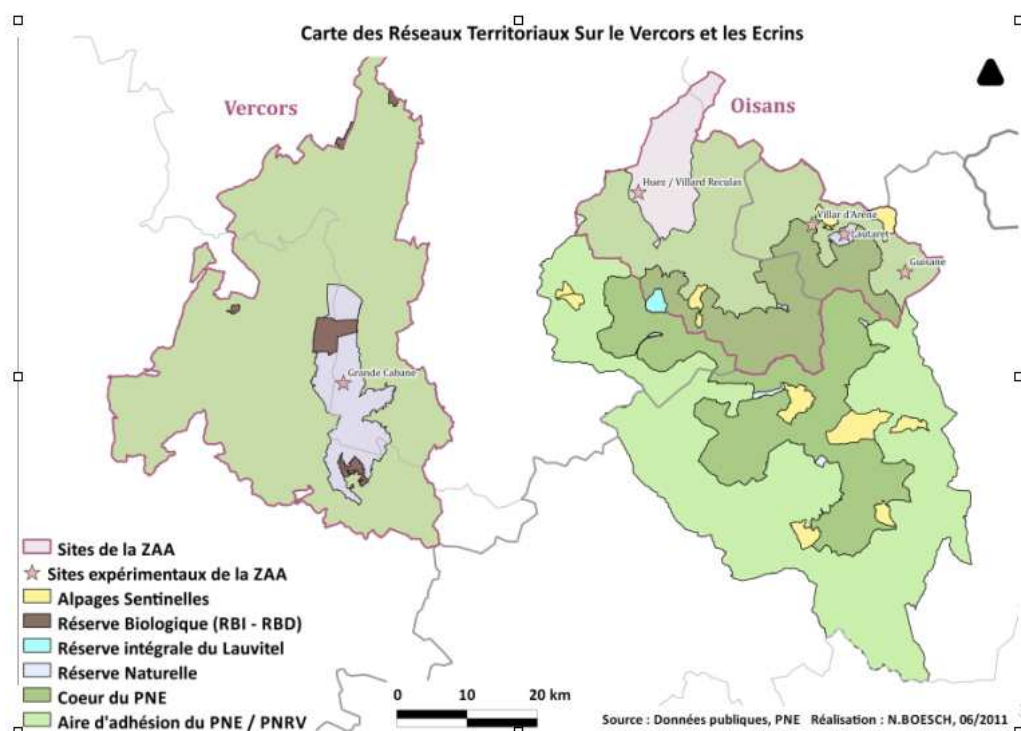 Carte des Réseaux Territoriaux Sur le Vercors et les Ecrins
Vercors
Oisans
Huez / Villard Reculas
Villar d'Arène
Lautaret
Guisane
Grande Cabane
Sites de la ZAA
Sites expérimentaux de la ZAA
Alpages Sentinelles
Réserve Biologique (RBI - RBD)
Réserve intégrale du Lauvitel
Réserve Naturelle
Coeur du PNE
Aire d'adhésion du PNE / PNRV
0 10 20 km
Source : Données publiques, PNE Réalisation : N.BOESCH, 06/2011